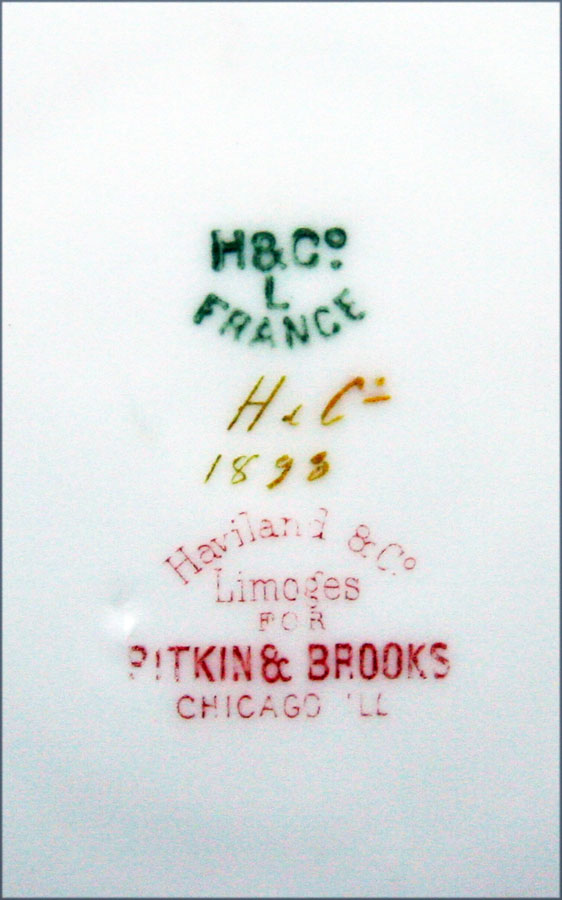 H & Cº
L
FRANCE
H & Cº
1893
Haviland & Cº
Limoges
FOR
PITKIN & BROOKS
CHICAGO ILL